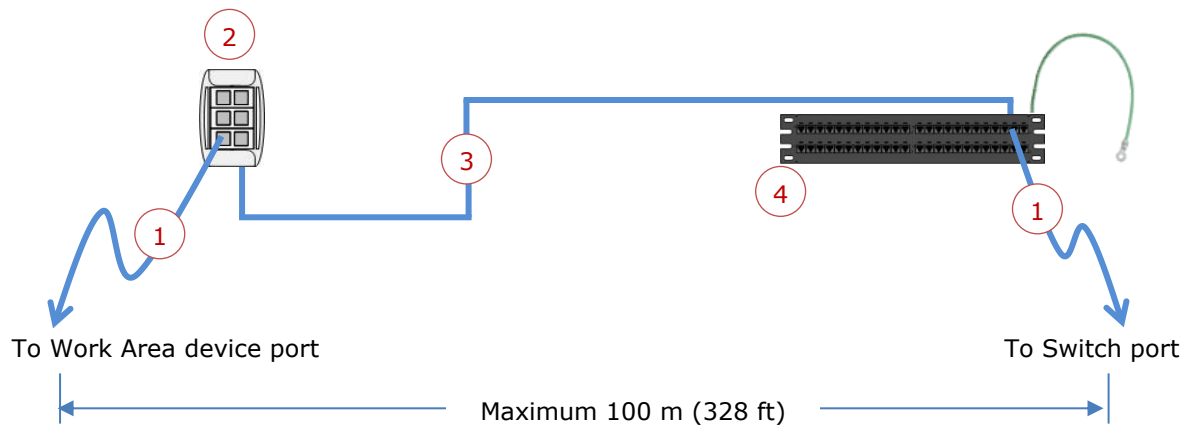 2
3
4
1
1
To Work Area device port
To Switch port
Maximum 100 m (328 ft)